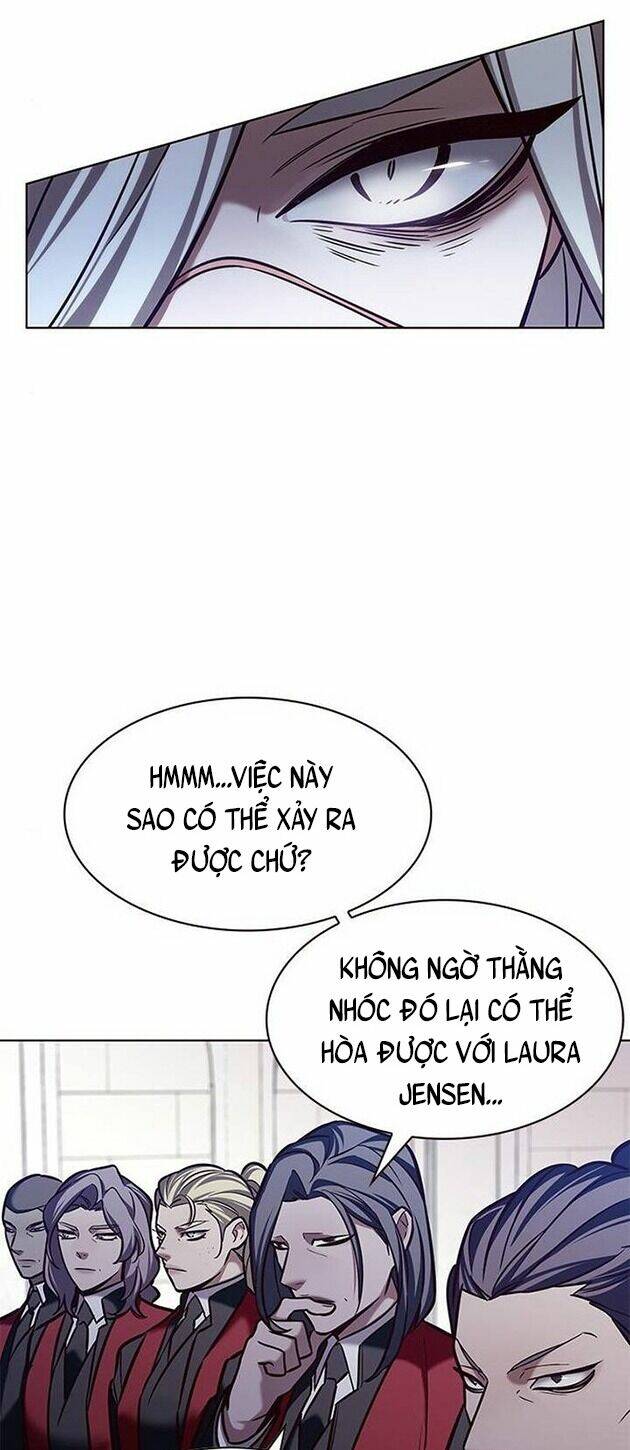 HMMM...VIỆC NÀY
SAO CÓ THỂ XẢY RA
ĐƯỢC CHỨ?
KHÔNG NGỜ THẰNG
NHÓC ĐÓ LẠI CÓ THỂ
HÒA ĐƯỢC VỚI LAURA
JENSEN...